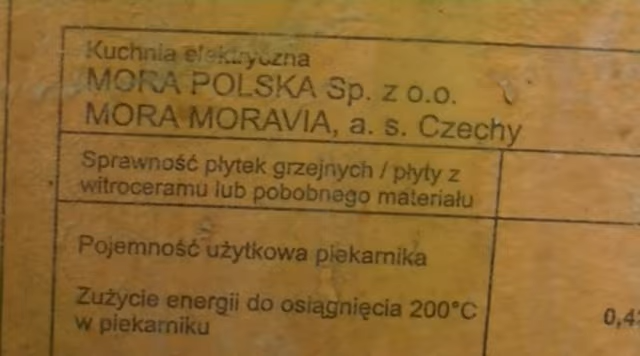 Kuchnia elektryczna
MORA POLSKA Sp. z o.o.
MORA MORAVIA, a. s. Czechy
Sprawność płytek grzejnych / płyty z
witroceramu lub pobobnego materiału
Pojemność użytkowa piekarnika
Zużycie energii do osiągnięcia 200°C
w piekarniku